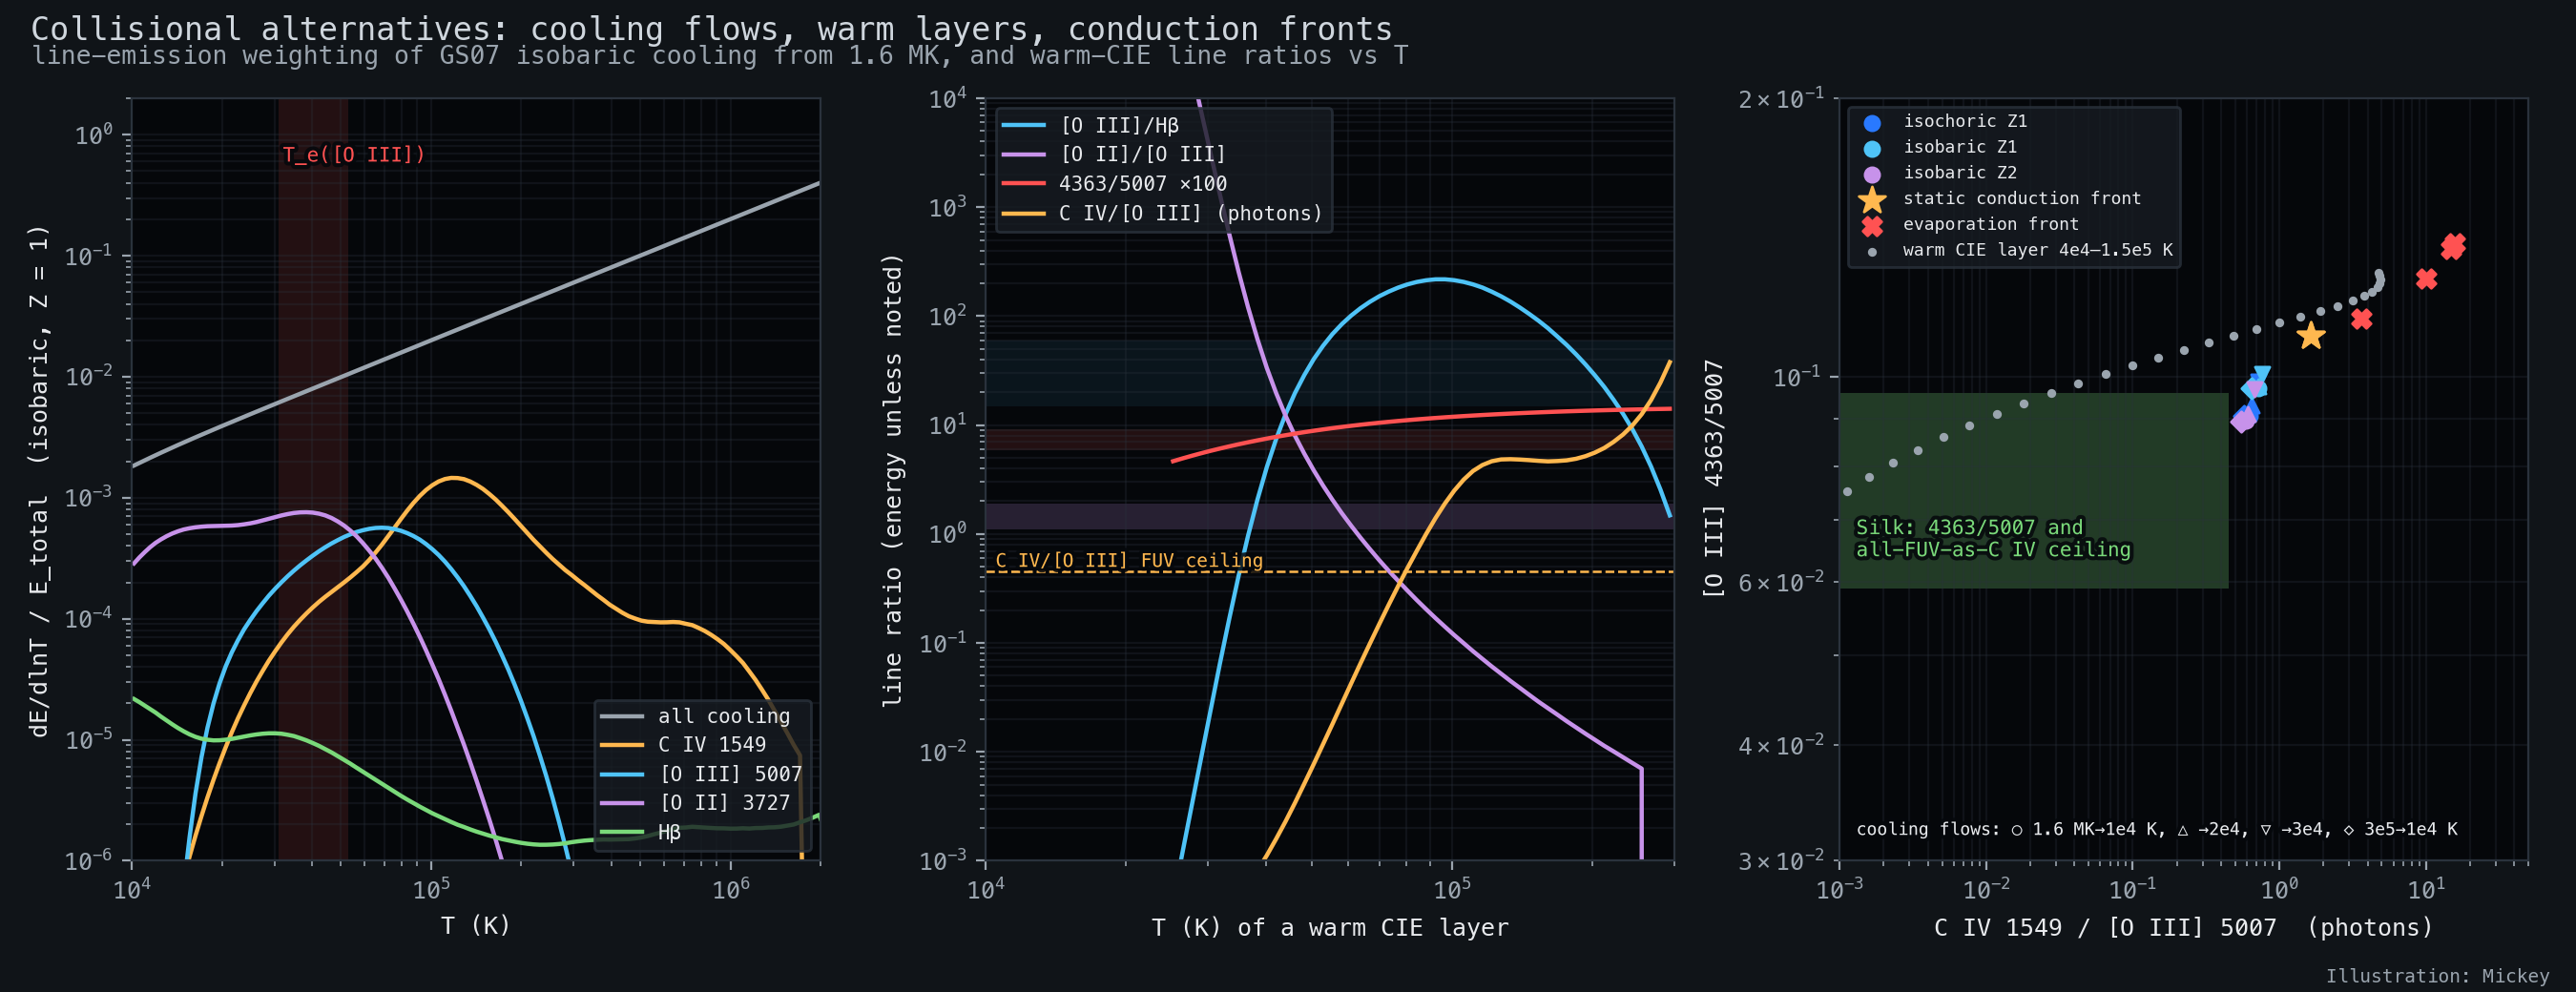 Collisional alternatives: cooling flows, warm layers, conduction fronts
line−emission weighting of GS07 isobaric cooling from 1.6 MK, and warm−CIE line ratios vs T
dE/dlnT / E_total (isobaric, Z = 1)
10⁰
10⁻¹
10⁻²
10⁻³
10⁻⁴
10⁻⁵
10⁻⁶
T_e([O III])
all cooling
C IV 1549
[O III] 5007
[O II] 3727
Hβ
10⁴
10⁵
10⁶
T (K)
line ratio (energy unless noted)
10⁴
10³
10²
10¹
10⁰
10⁻¹
10⁻²
10⁻³
[O III]/Hβ
[O II]/[O III]
4363/5007 ×100
C IV/[O III] (photons)
C IV/[O III] FUV ceiling
10⁴
10⁵
T (K) of a warm CIE layer
[O III] 4363/5007
2×10⁻¹
10⁻¹
6×10⁻²
4×10⁻²
3×10⁻²
isochoric Z1
isobaric Z1
isobaric Z2
static conduction front
evaporation front
warm CIE layer 4e4–1.5e5 K
Silk: 4363/5007 and
all−FUV−as−C IV ceiling
cooling flows: ○ 1.6 MK→1e4 K, △ →2e4, ▽ →3e4, ◇ 3e5→1e4 K
10⁻³
10⁻²
10⁻¹
10⁰
10¹
C IV 1549 / [O III] 5007 (photons)
Illustration: Mickey